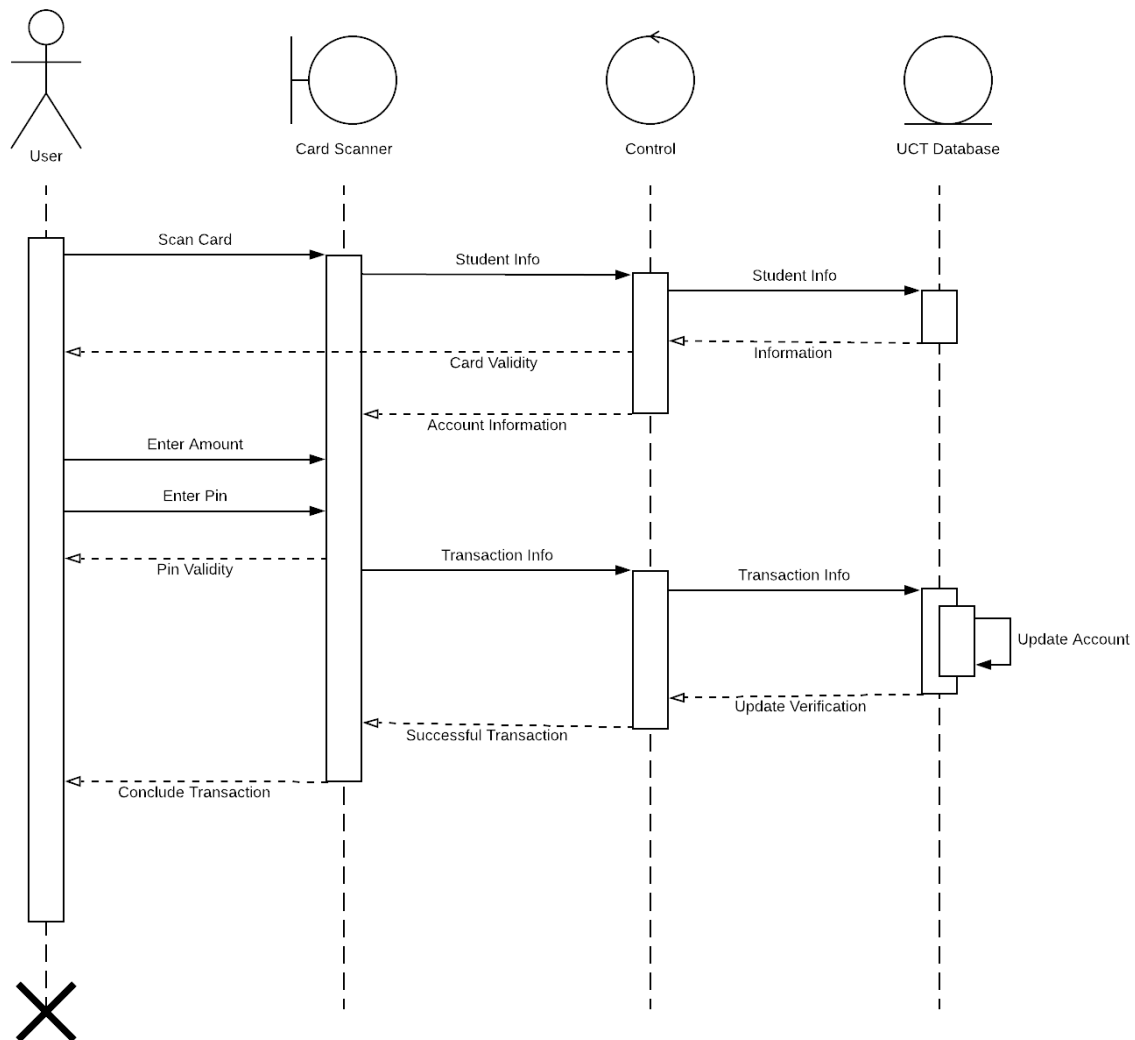 User
Card Scanner
Control
UCT Database
Scan Card
Student Info
Student Info
Information
Card Validity
Account Information
Enter Amount
Enter Pin
Pin Validity
Transaction Info
Transaction Info
Update Account
Update Verification
Successful Transaction
Conclude Transaction